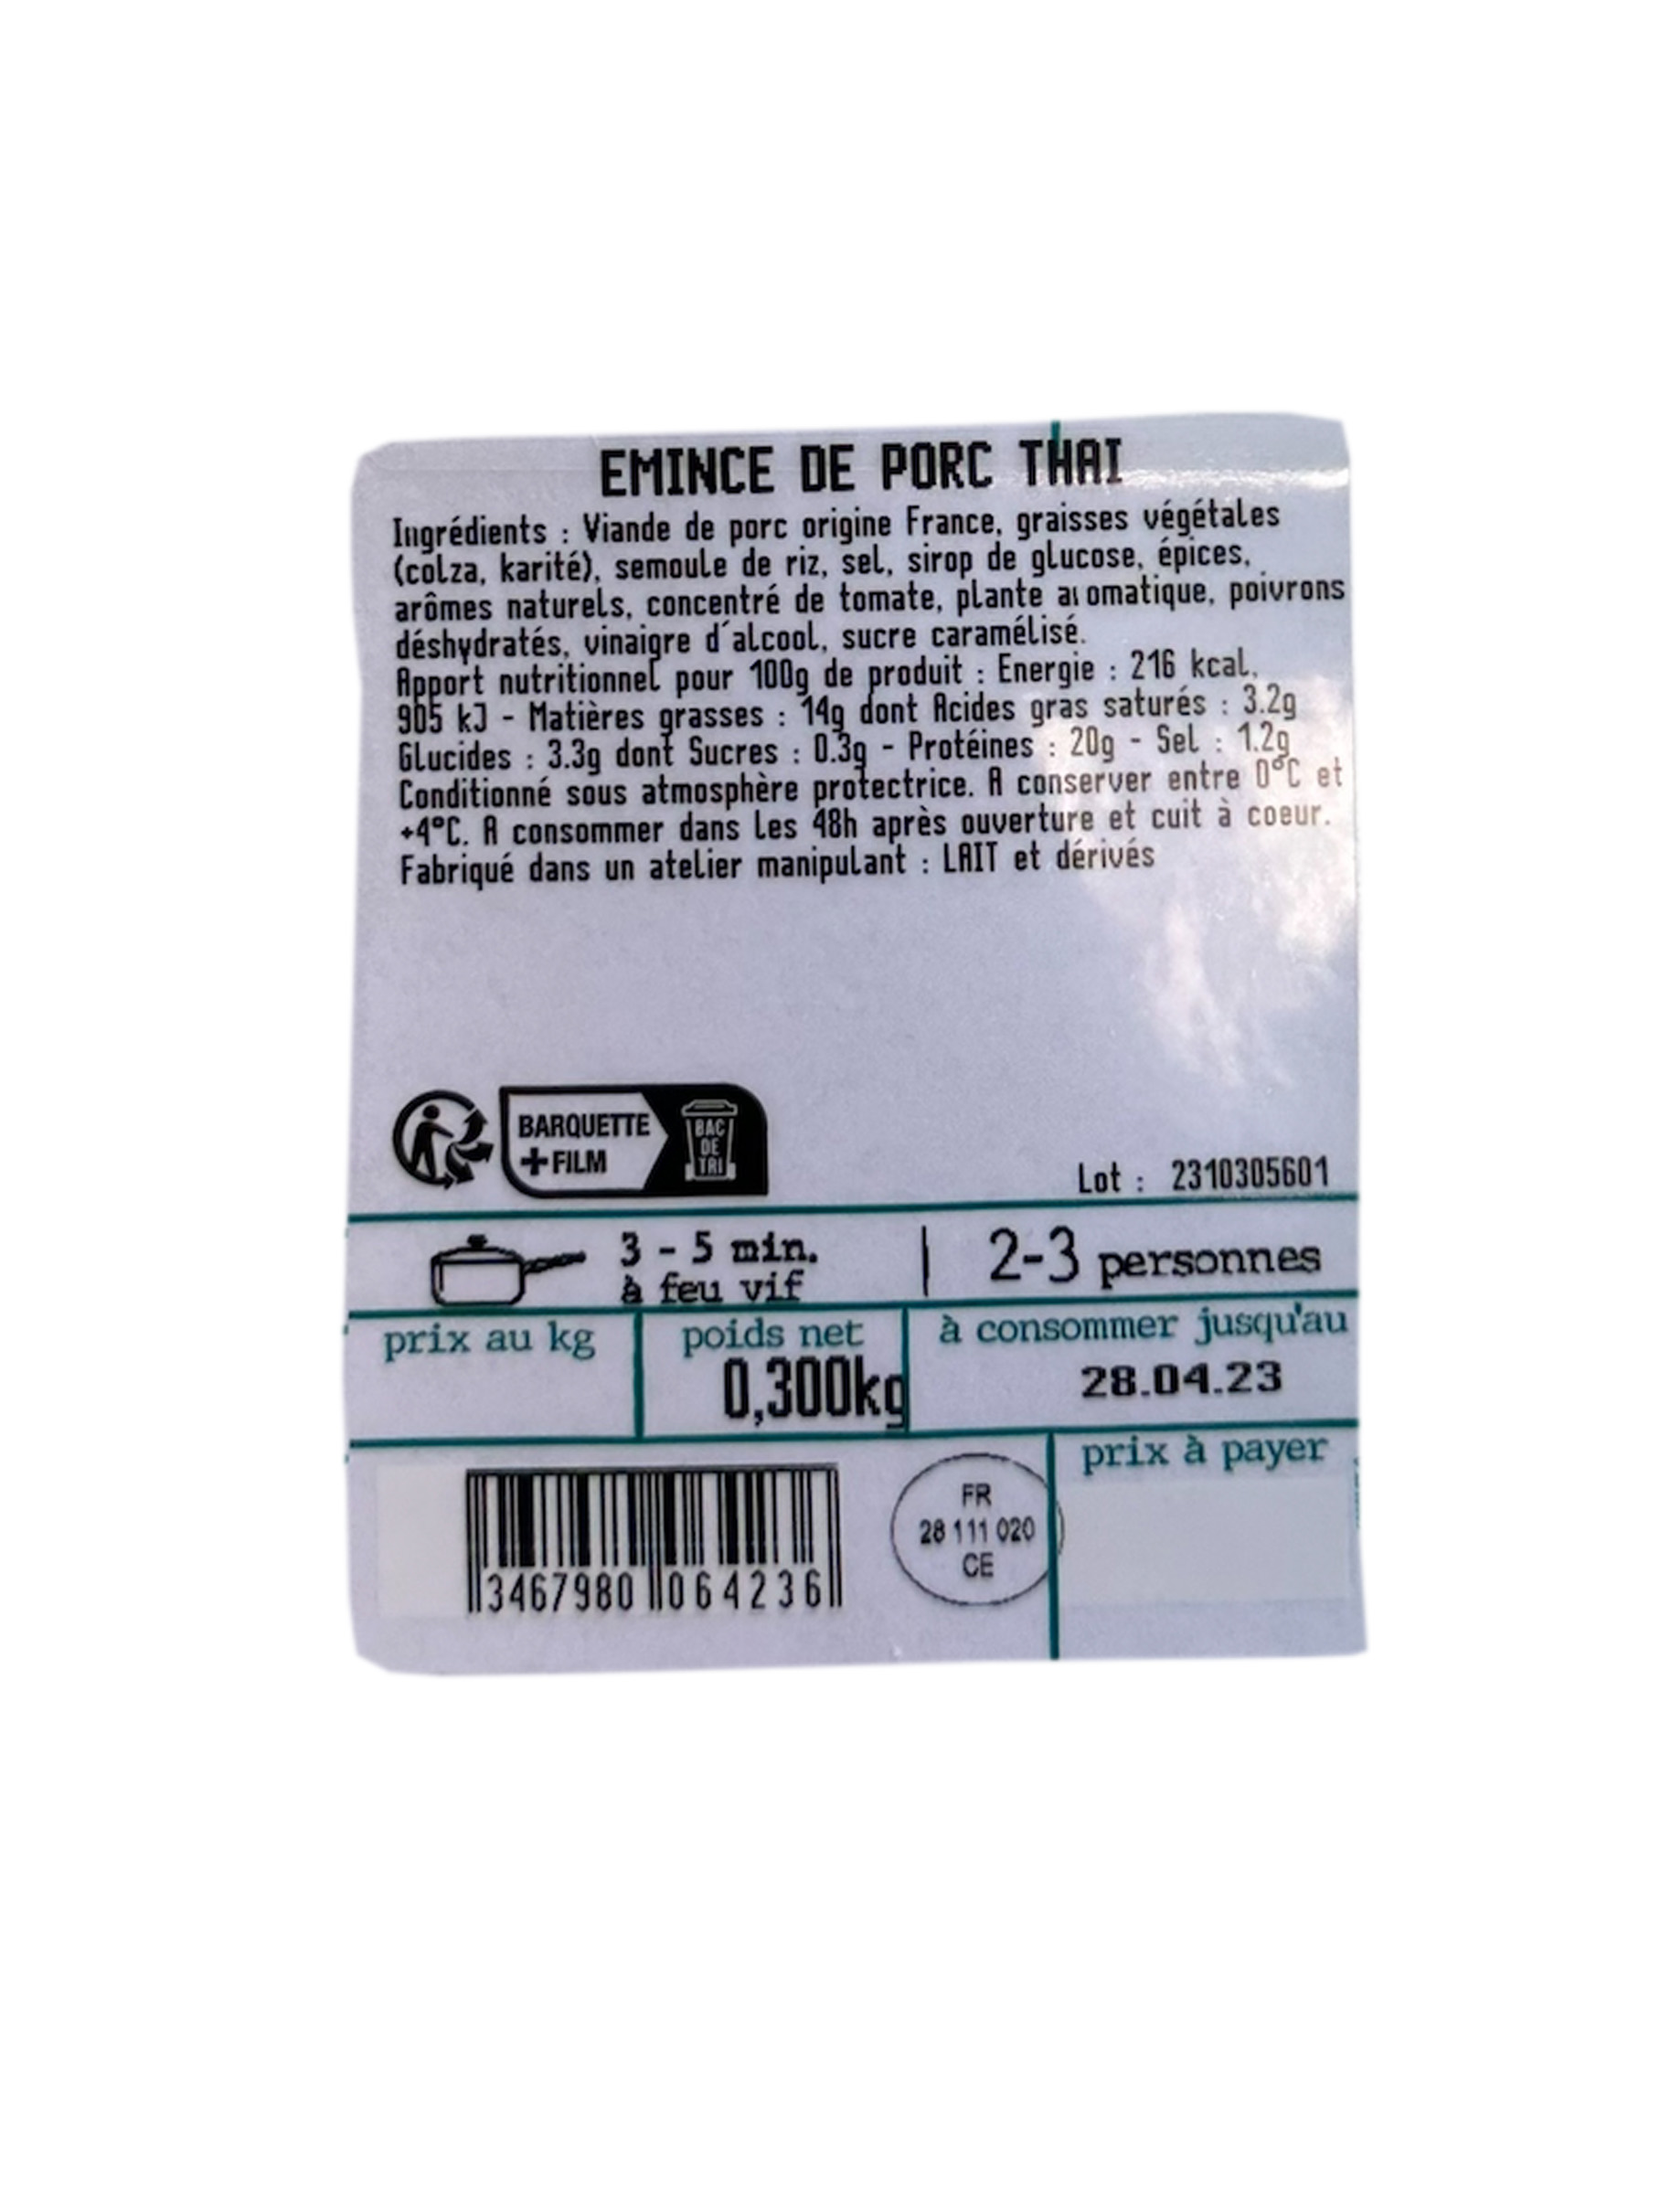 EMINCE DE PORC THAI
Ingrédients : Viande de porc origine France, graisses végétales
(colza, karité), semoule de riz, sel, sirop de glucose, épices,
arômes naturels, concentré de tomate, plante aromatique, poivrons
déshydratés, vinaigre d'alcool, sucre caramélisé.
Apport nutritionnel pour 100g de produit : Energie : 216 kcal,
905 kJ - Matières grasses : 14g dont Acides gras saturés : 3.2g
Glucides : 3.3g dont Sucres : 0.3g - Protéines : 20g - Sel : 1.2g
Conditionné sous atmosphère protectrice. A conserver entre 0°C et
+4°C. A consommer dans les 48h après ouverture et cuit à coeur.
Fabriqué dans un atelier manipulant : LAIT et dérivés
BARQUETTE
+ FILM
BAC
DE
TRI
Lot : 2310305601
3 - 5 min.
à feu vif
2-3 personnes
prix au kg
poids net
0,300kg
à consommer jusqu'au
28.04.23
3467980 064236
FR
28 111 020
CE
prix à payer